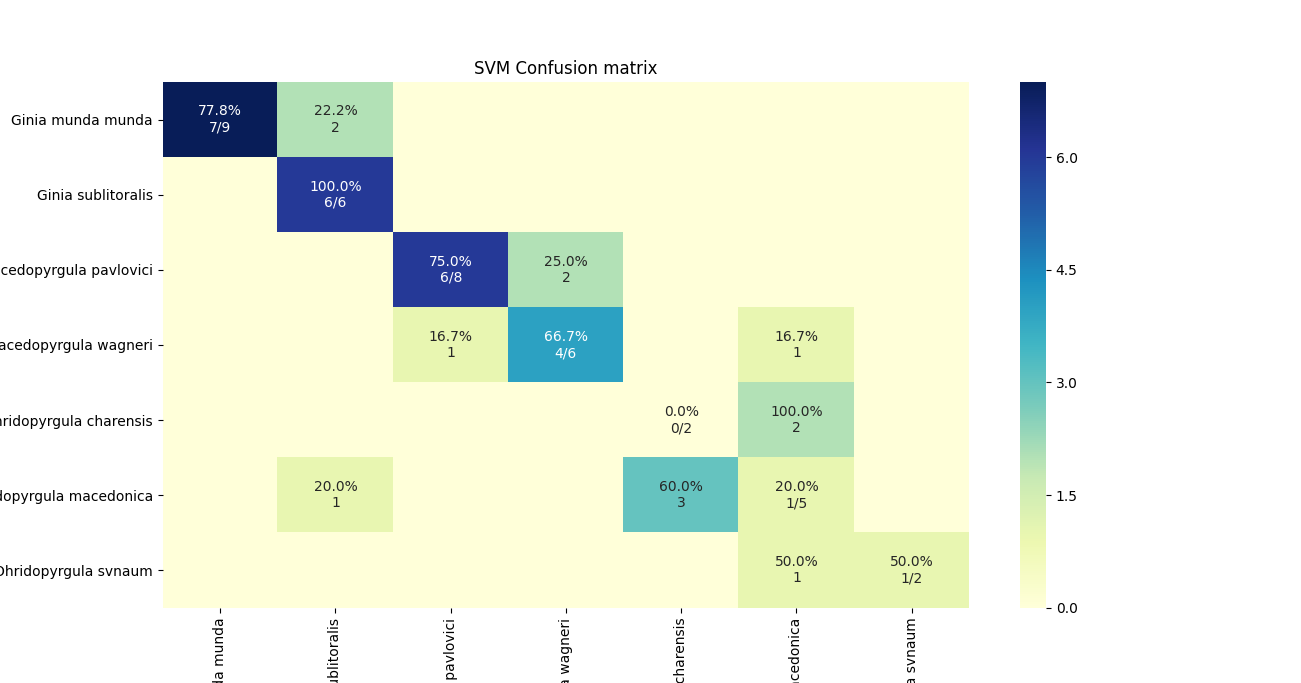 SVM Confusion matrix
Ginia munda munda
77.8%
7/9
22.2%
2
Ginia sublitoralis
100.0%
6/6
cedopyrgula pavlovici
75.0%
6/8
25.0%
2
acedopyrgula wagneri
16.7%
1
66.7%
4/6
16.7%
1
hridopyrgula charensis
0.0%
0/2
100.0%
2
dopyrgula macedonica
20.0%
1
60.0%
3
20.0%
1/5
Ohridopyrgula svnaum
50.0%
1
50.0%
1/2
da munda
ublitoralis
pavlovici
a wagneri
charensis
cedonica
a svnaum
6.0
4.5
3.0
1.5
0.0